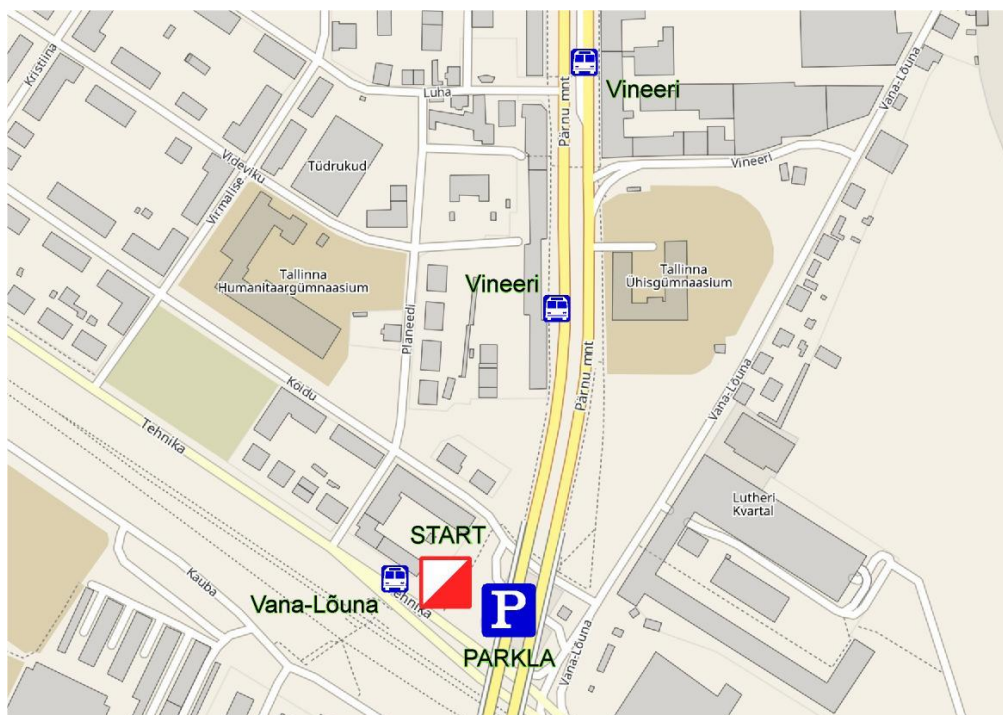 Kristiina
Luha
Pärnu mnt
Vineeri
Vana-Lõuna
Videviku
Virmalise
Tüdrukud
Vineeri
Tallinna
Humanitaargümnaasium
Planeedi
Vineeri
Tallinna
Ühisgümnaasium
Pärnu mnt
Vana-Lõuna
Koidu
Tehnika
Lutheri
Kvartal
START
Kauba
Vana-Lõuna
Tehnika
P
PARKLA
Vana-Lõuna